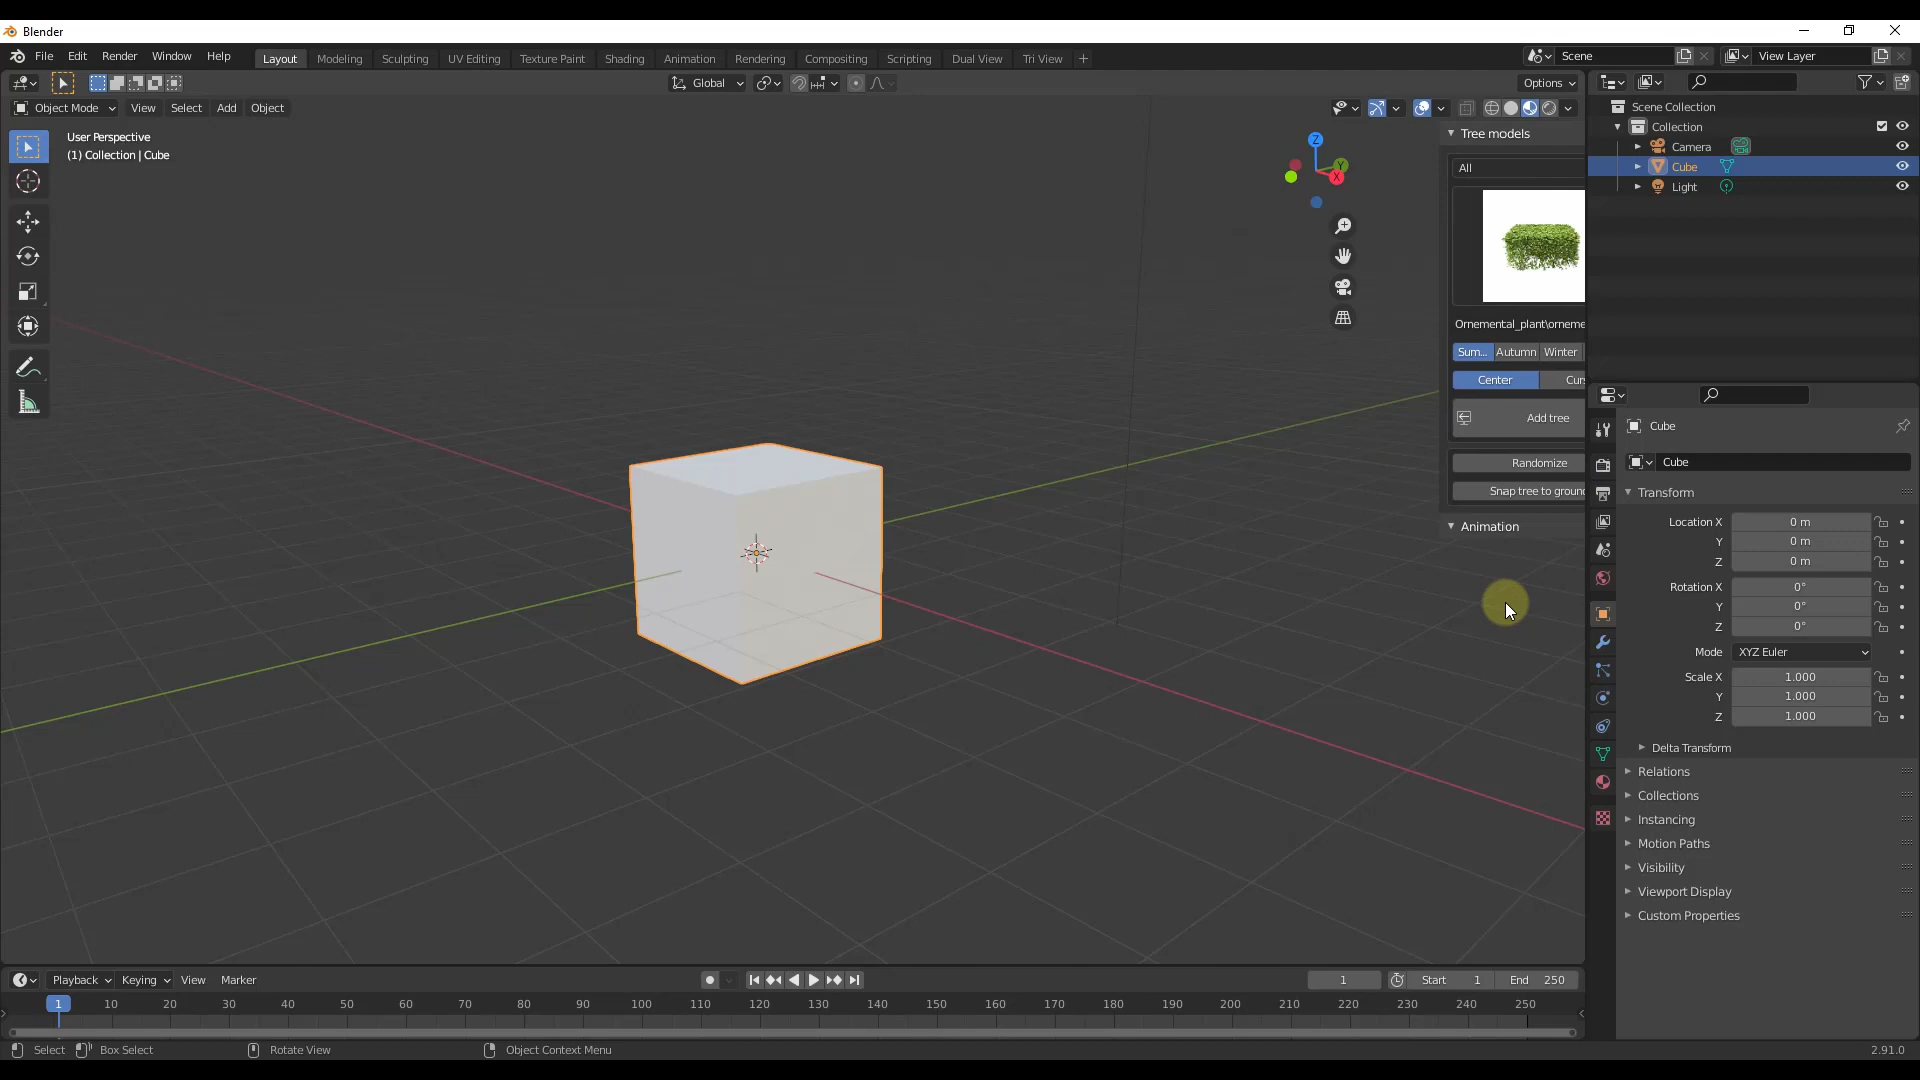 Blender
File Edit Render Window Help
Layout Modeling Sculpting UV Editing Texture Paint Shading Animation Rendering Compositing Scripting Dual View Tri View +
Scene
View Layer
Global
Options
Object Mode View Select Add Object
User Perspective
(1) Collection | Cube
Z
Y
X
Tree models
All
Ornemental_plant\orneme
Sum... Autumn Winter
Center Curs
Add tree
Randomize
Snap tree to ground
Animation
Scene Collection
Collection
Camera
Cube
Light
Cube
Cube
Transform
Location X 0 m
Y 0 m
Z 0 m
Rotation X 0°
Y 0°
Z 0°
Mode XYZ Euler
Scale X 1.000
Y 1.000
Z 1.000
Delta Transform
Relations
Collections
Instancing
Motion Paths
Visibility
Viewport Display
Custom Properties
Playback Keying View Marker
1
Start 1 End 250
1 10 20 30 40 50 60 70 80 90 100 110 120 130 140 150 160 170 180 190 200 210 220 230 240 250
Select Box Select Rotate View Object Context Menu
2.91.0